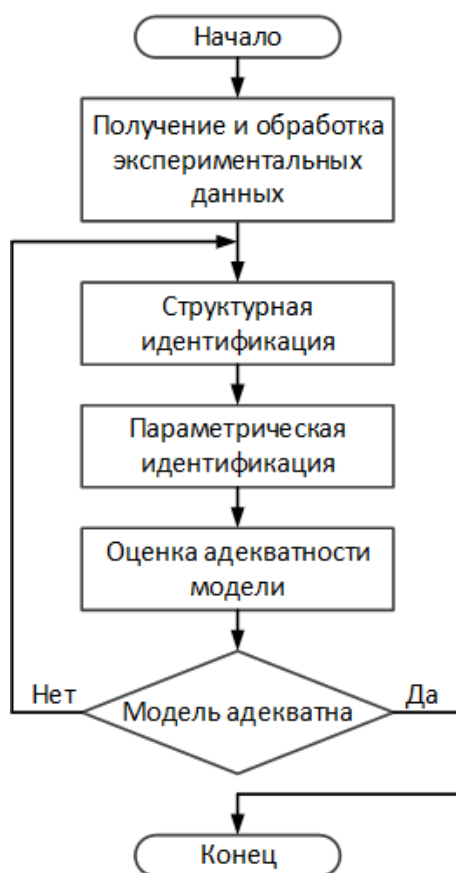 Начало
Получение и обработка
экспериментальных
данных
Структурная
идентификация
Параметрическая
идентификация
Оценка адекватности
модели
Нет
Модель адекватна
Да
Конец